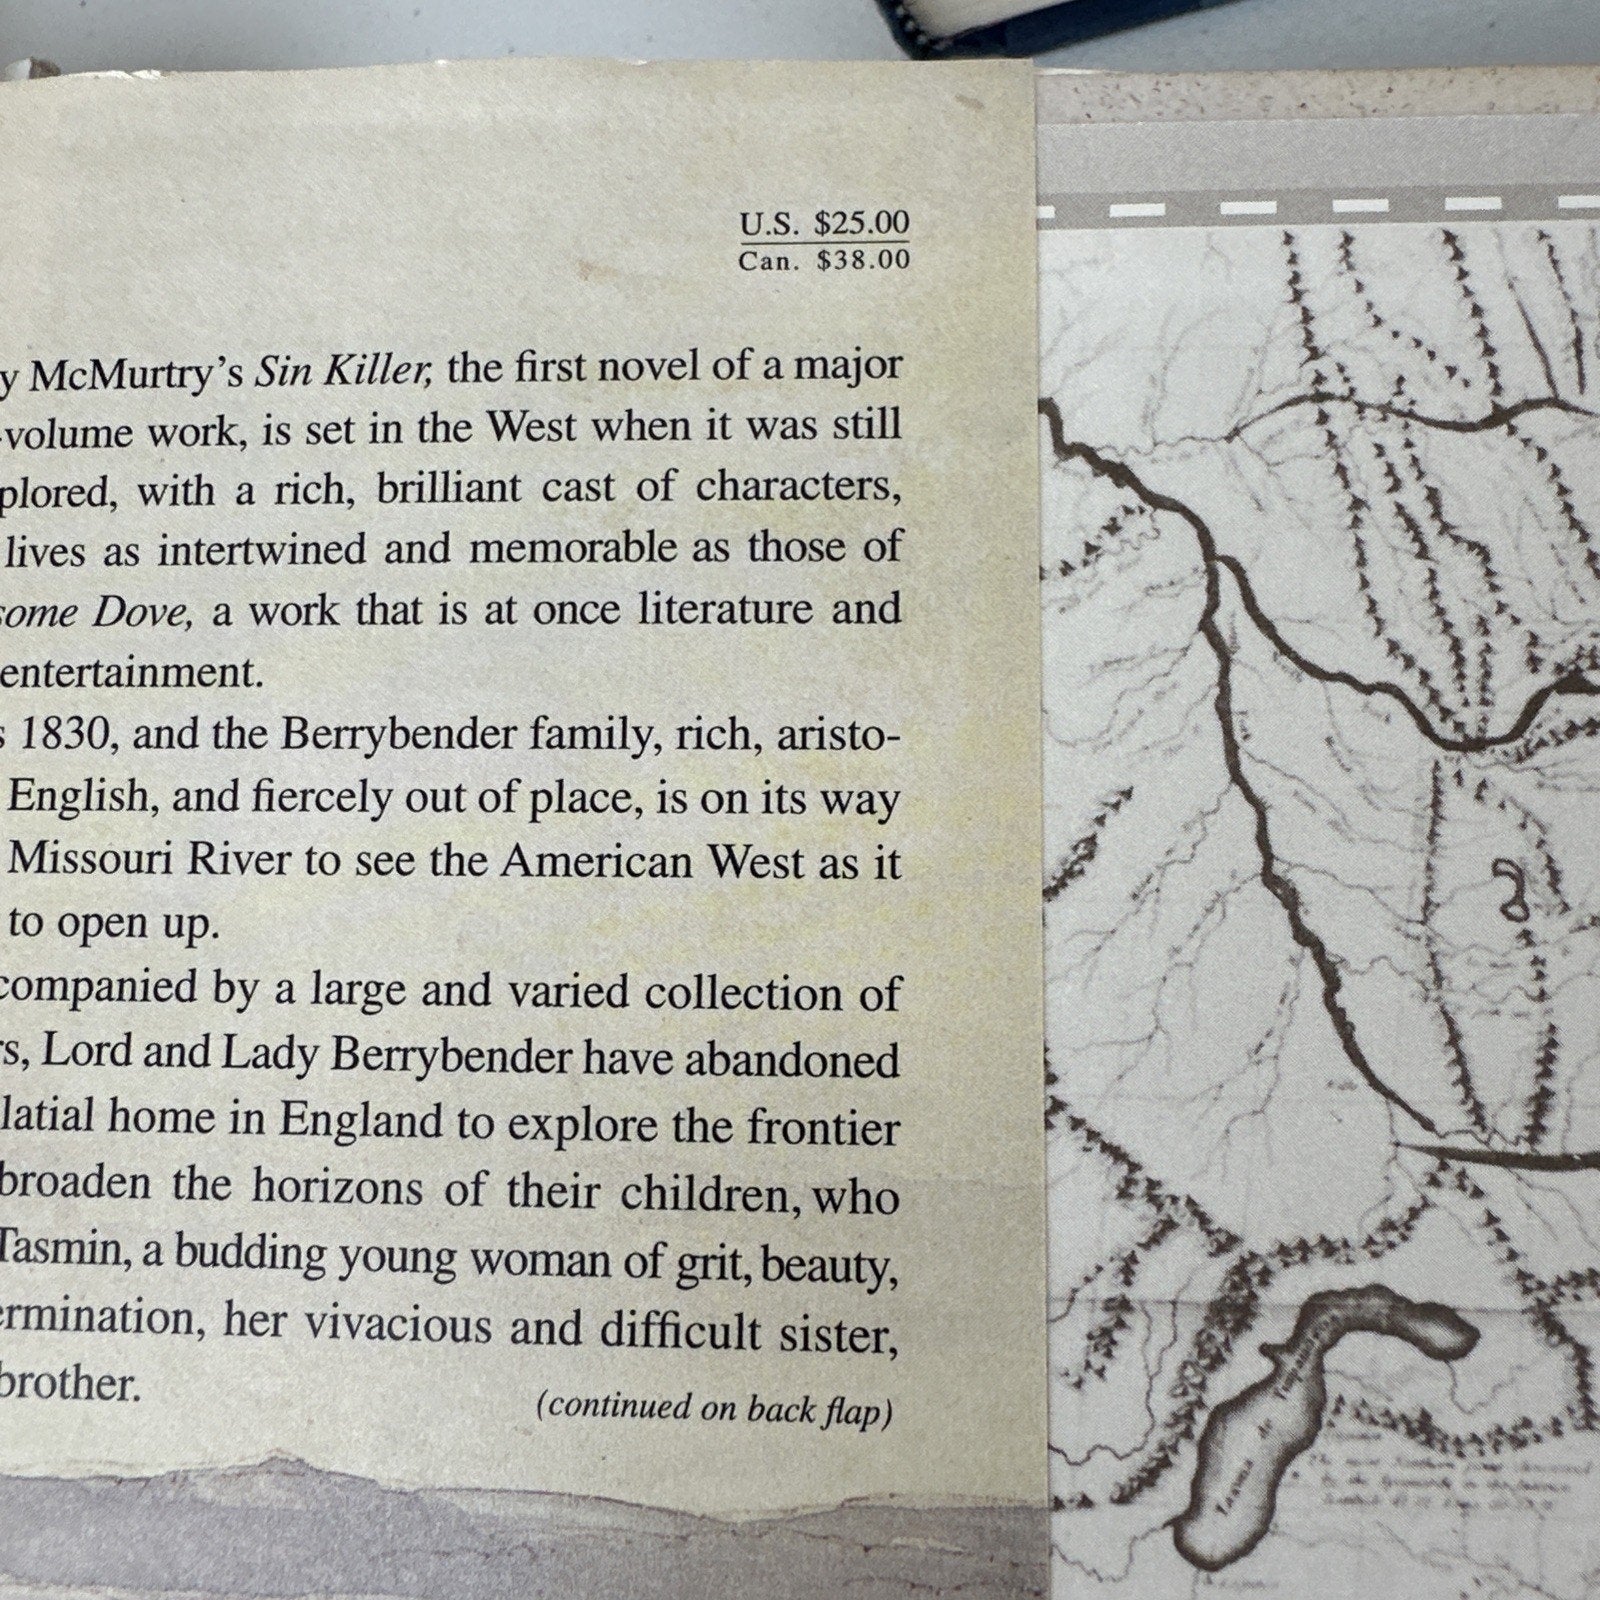 U.S. $25.00
Can. $38.00
y McMurtry's Sin Killer, the first novel of a major
-volume work, is set in the West when it was still
plored, with a rich, brilliant cast of characters,
lives as intertwined and memorable as those of
some Dove, a work that is at once literature and
entertainment.
s 1830, and the Berrybender family, rich, aristo-
English, and fiercely out of place, is on its way
Missouri River to see the American West as it
to open up.
companied by a large and varied collection of
rs, Lord and Lady Berrybender have abandoned
latial home in England to explore the frontier
broaden the horizons of their children, who
Tasmin, a budding young woman of grit, beauty,
ermination, her vivacious and difficult sister,
brother.
(continued on back flap)